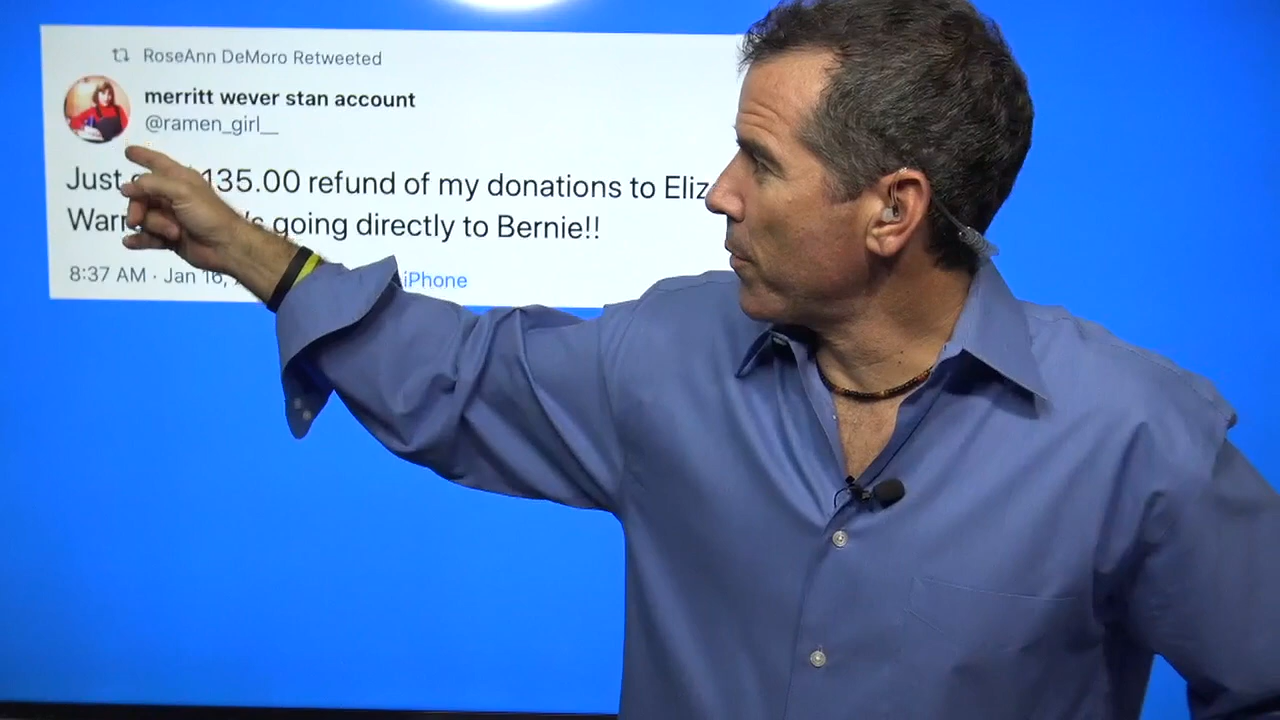 RoseAnn DeMoro Retweeted
merritt wever stan account
@ramen_girl__
Just 135.00 refund of my donations to Eliz
Warr 's going directly to Bernie!!
8:37 AM · Jan 16, iPhone